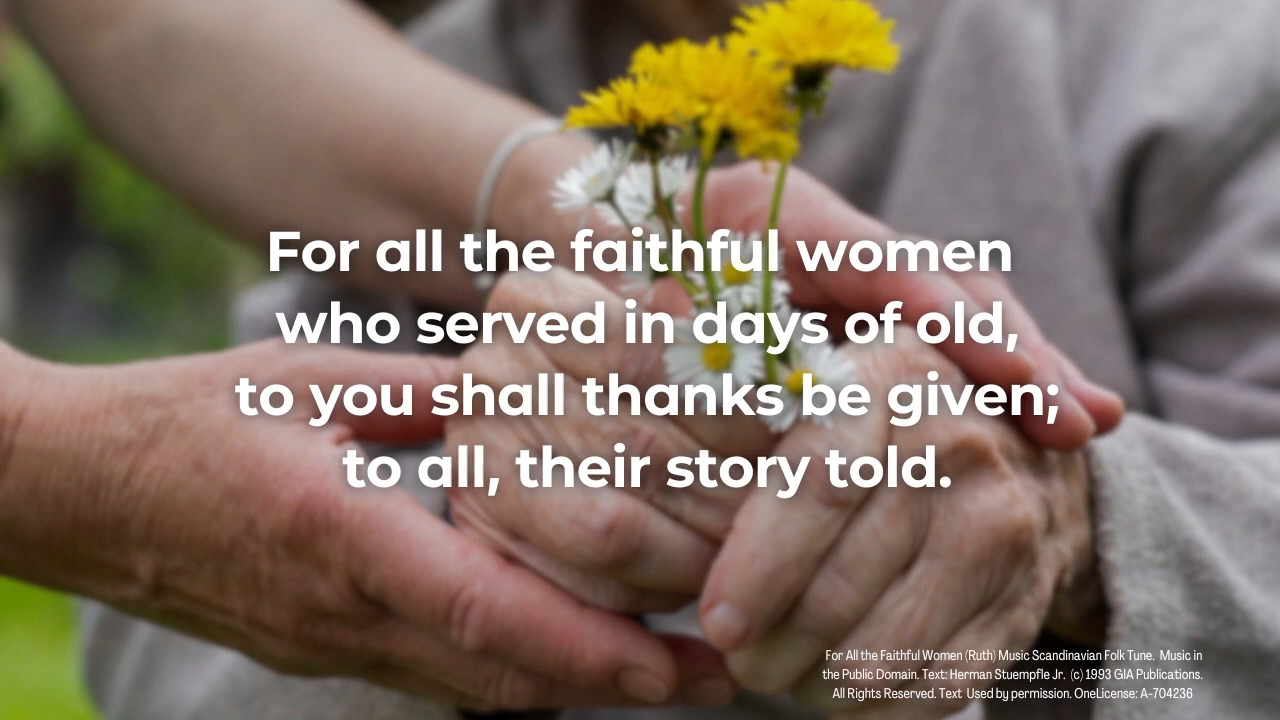 For all the faithful women
who served in days of old,
to you shall thanks be given;
to all, their story told.
For All the Faithful Women (Ruth) Music Scandinavian Folk Tune.  Music in
the Public Domain. Text: Herman Stuempfle Jr.  (c) 1993 GIA Publications.
All Rights Reserved. Text  Used by permission. OneLicense: A-704236